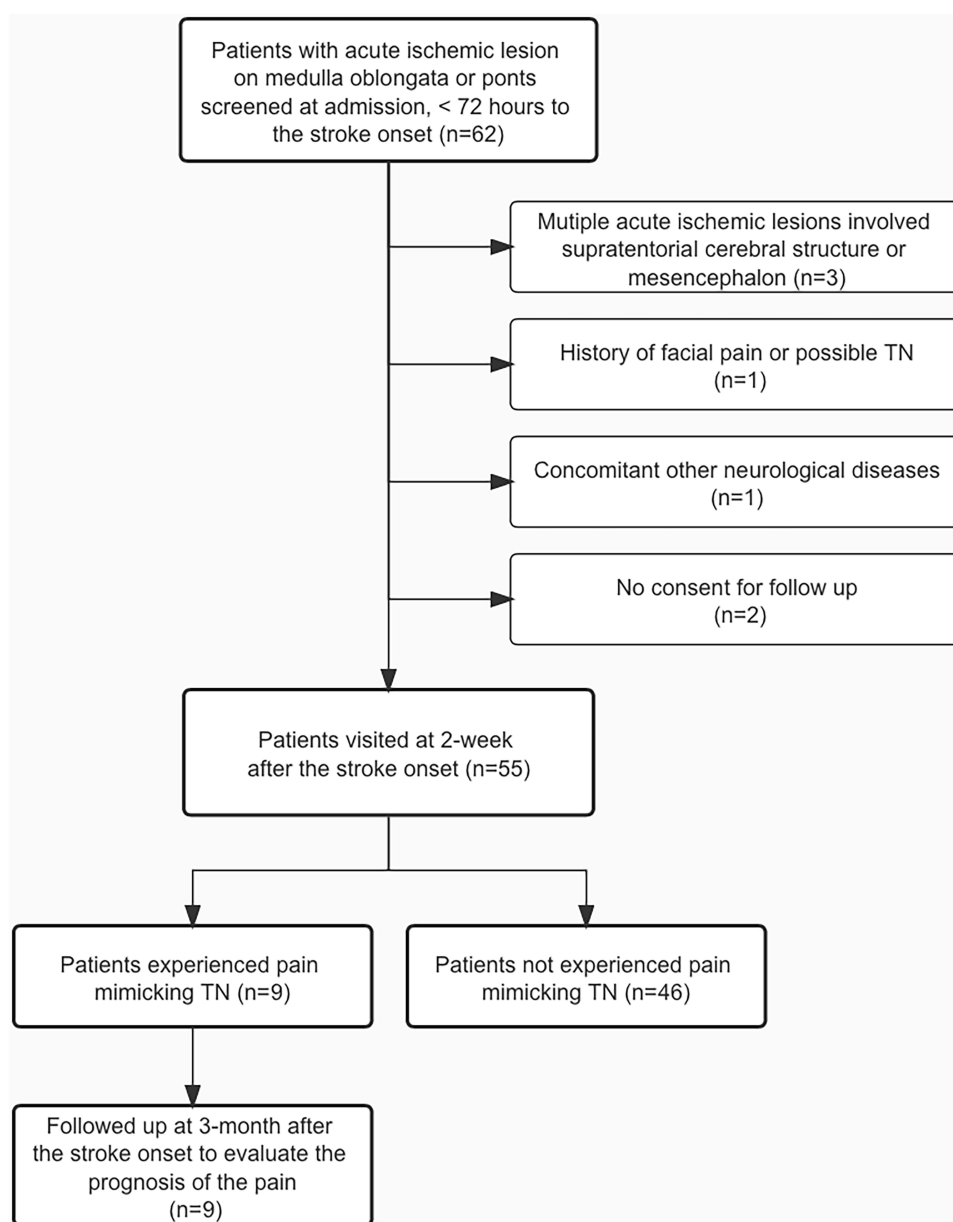 Patients with acute ischemic lesion
on medulla oblongata or ponts
screened at admission, < 72 hours to
the stroke onset (n=62)
Mutiple acute ischemic lesions involved
supratentorial cerebral structure or
mesencephalon (n=3)
History of facial pain or possible TN
(n=1)
Concomitant other neurological diseases
(n=1)
No consent for follow up
(n=2)
Patients visited at 2-week
after the stroke onset (n=55)
Patients experienced pain
mimicking TN (n=9)
Patients not experienced pain
mimicking TN (n=46)
Followed up at 3-month after
the stroke onset to evaluate the
prognosis of the pain
(n=9)